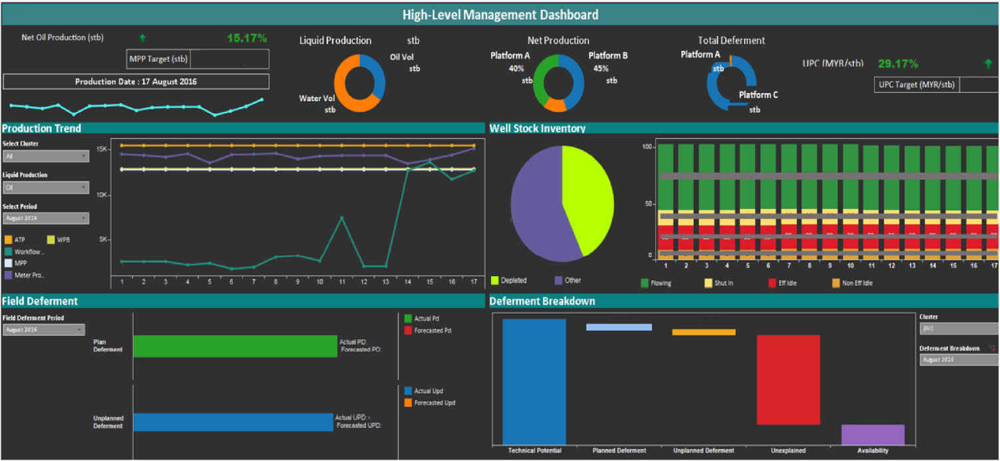 High-Level Management Dashboard
Net Oil Production (stb)
15.17%
MPP Target (stb)
Production Date : 17 August 2016
Liquid Production
stb
Oil Vol
stb
Water Vol
stb
Net Production
Platform A
40%
stb
Platform B
45%
stb
Total Deferment
Platform A
stb
Platform C
stb
UPC (MYR/stb)
29.17%
UPC Target (MYR/stb)
Production Trend
Select Cluster
All
Liquid Production
Oil
Select Period
August 2016
ATP
WPB
Workflow ..
MPP
Meter Pro..
15K
10K
5K
1 2 3 4 5 6 7 8 9 10 11 12 13 14 15 16 17
Well Stock Inventory
Depleted
Other
100
50
0
1 2 3 4 5 6 7 8 9 10 11 12 13 14 15 16 17
Flowing
Shut In
Eff Idle
Non Eff Idle
Field Deferment
Field Deferment Period
August 2016
Plan
Deferment
Actual PD:
Forecasted PD:
Actual Pd
Forecasted Pd
Unplanned
Deferment
Actual UPD:
Forecasted UPD:
Actual Upd
Forecasted Upd
Deferment Breakdown
Technical Potential
Planned Deferment
Unplanned Deferment
Unexplained
Availability
Cluster
(All)
Deferment Breakdown
August 2016